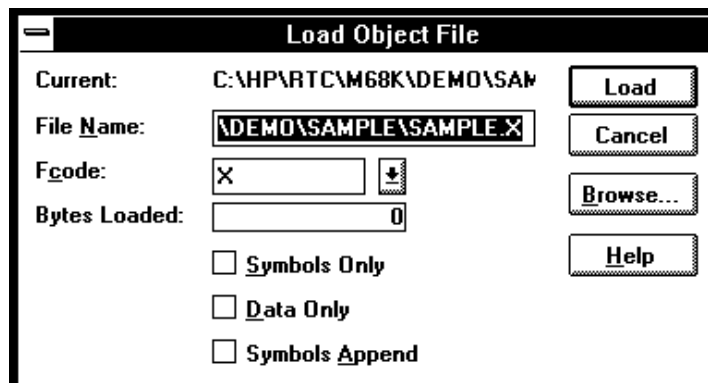 Load Object File
Current: C:\HP\RTC\M68K\DEMO\SAM
Load
File Name: \DEMO\SAMPLE\SAMPLE.X
Cancel
Fcode: X
Browse...
Bytes Loaded: 0
Symbols Only
Help
Data Only
Symbols Append